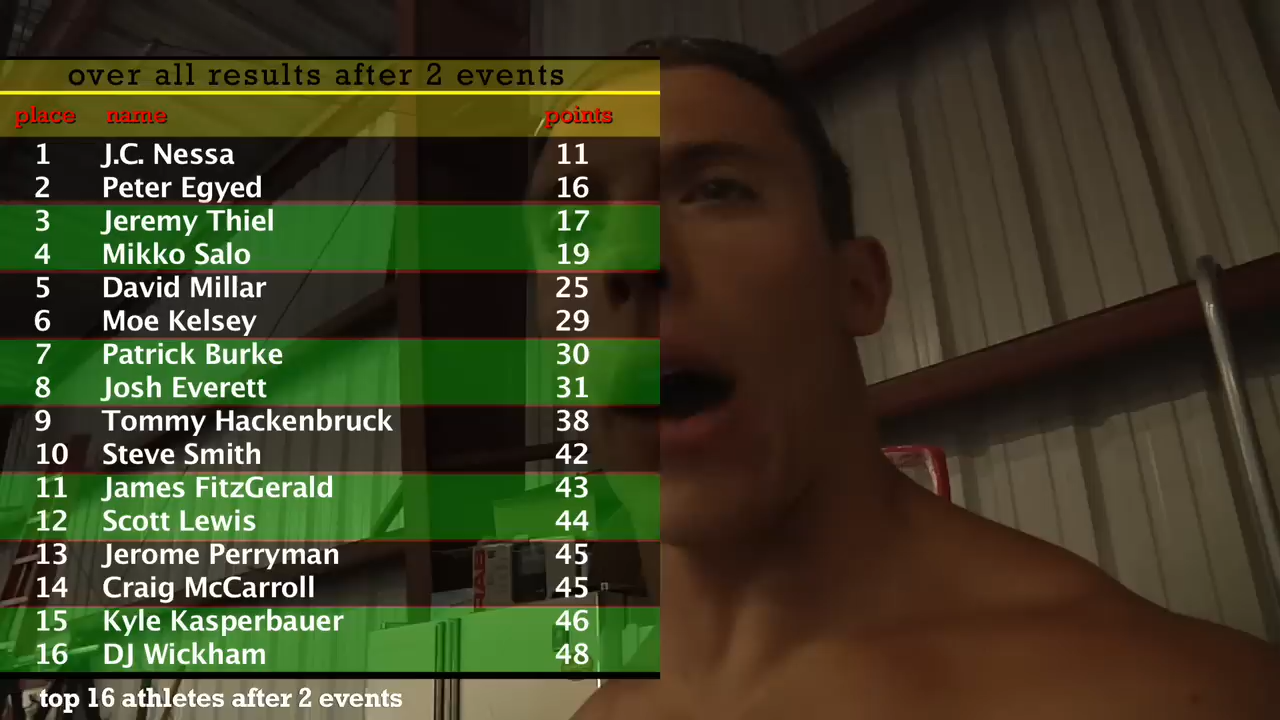 over all results after 2 events
place name points
1 J.C. Nessa 11
2 Peter Egyed 16
3 Jeremy Thiel 17
4 Mikko Salo 19
5 David Millar 25
6 Moe Kelsey 29
7 Patrick Burke 30
8 Josh Everett 31
9 Tommy Hackenbruck 38
10 Steve Smith 42
11 James FitzGerald 43
12 Scott Lewis 44
13 Jerome Perryman 45
14 Craig McCarroll 45
15 Kyle Kasperbauer 46
16 DJ Wickham 48
top 16 athletes after 2 events